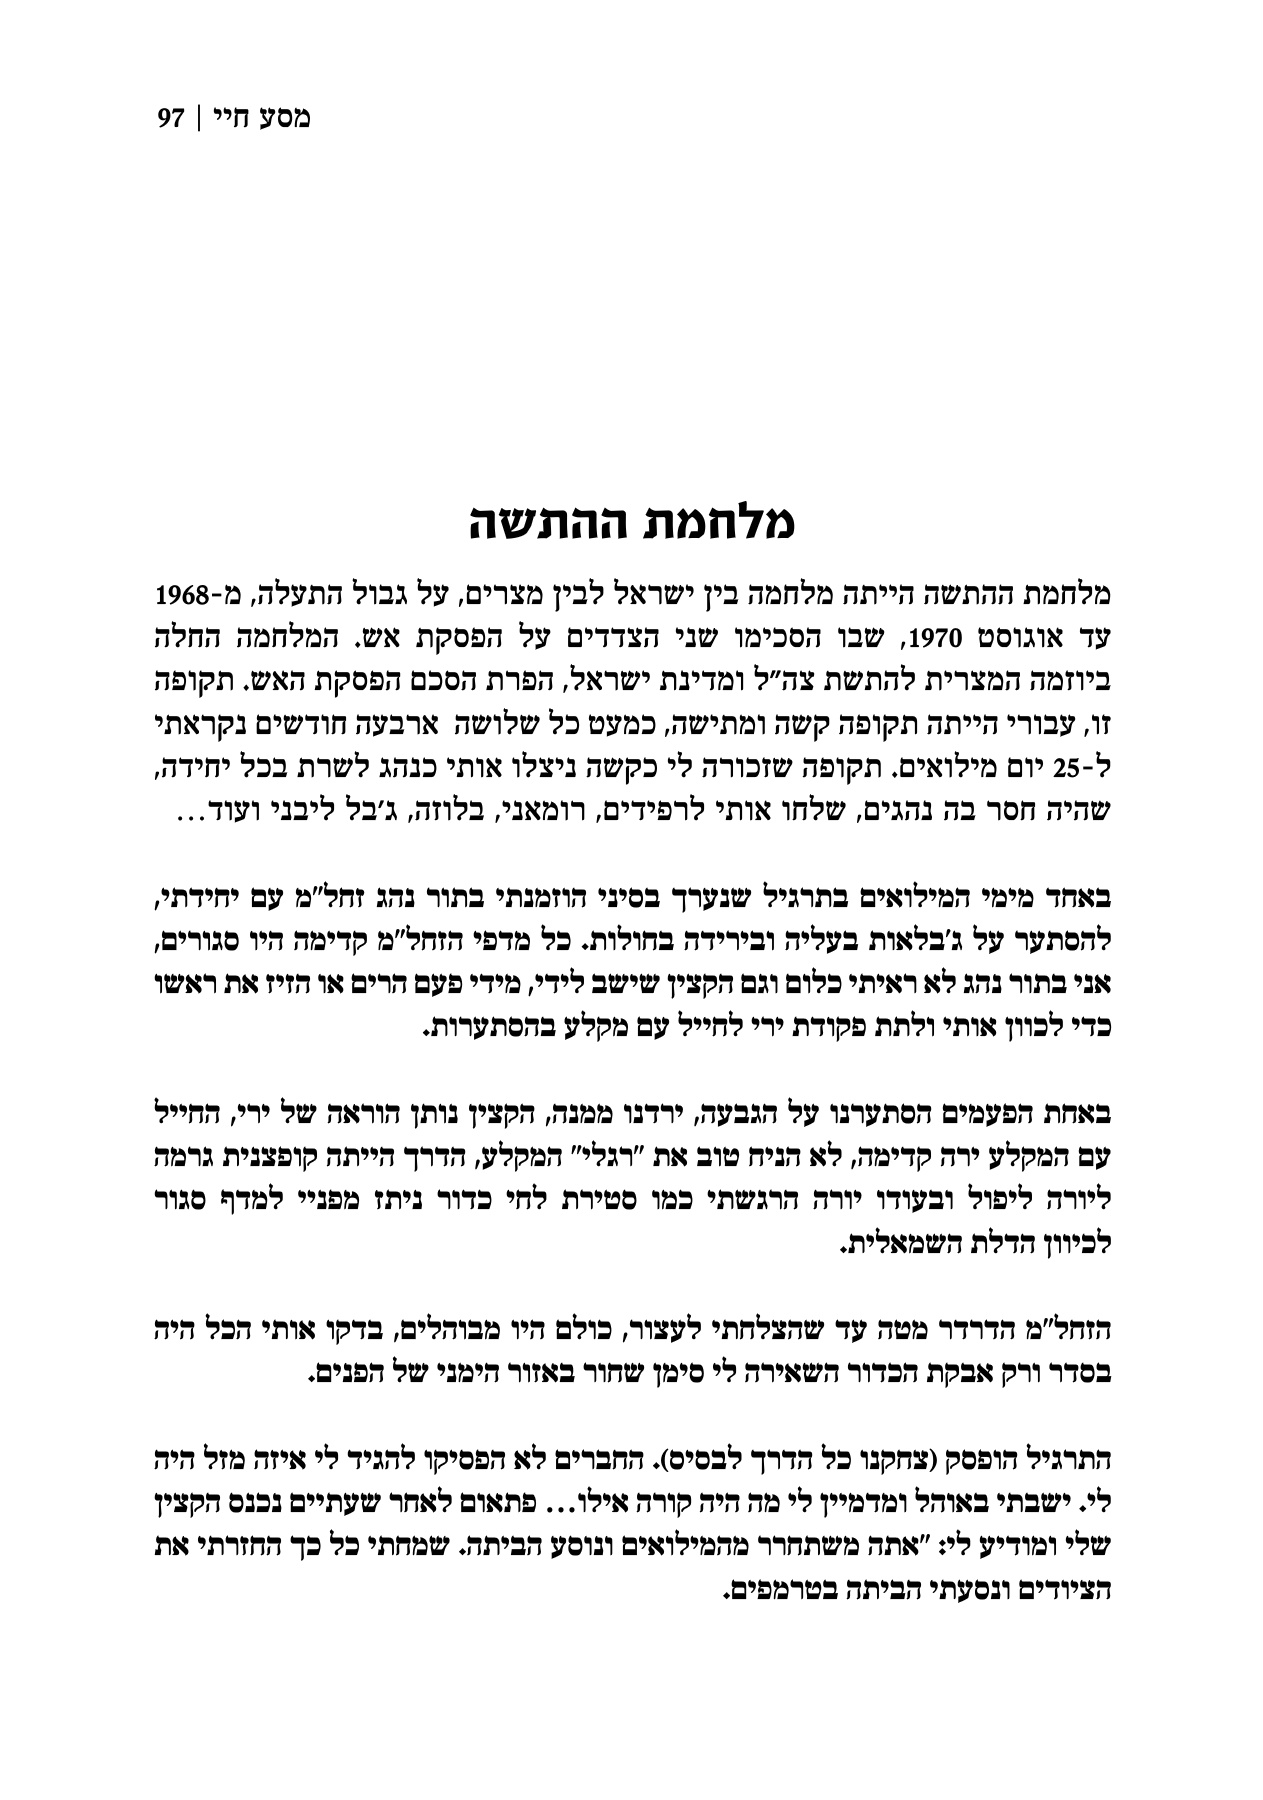 מסע חיי | 97
מלחמת ההתשה
מלחמת ההתשה הייתה מלחמה בין ישראל לבין מצרים, על גבול התעלה, מ-1968
עד אוגוסט 1970, שבו הסכימו שני הצדדים על הפסקת אש. המלחמה החלה
ביוזמה המצרית להתשת צה"ל ומדינת ישראל, הפרת הסכם הפסקת האש. תקופה
זו, עבורי הייתה תקופה קשה ומתישה, כמעט כל שלושה  ארבעה חודשים נקראתי
ל-25 יום מילואים. תקופה שזכורה לי כקשה ניצלו אותי כנהג לשרת בכל יחידה,
שהיה חסר בה נהגים, שלחו אותי לרפידים, רומאני, בלוזה, ג'בל ליבני ועוד...
באחד מימי המילואים בתרגיל שנערך בסיני הוזמנתי בתור נהג זחל"מ עם יחידתי,
להסתער על ג'בלאות בעליה ובירידה בחולות. כל מדפי הזחל"מ קדימה היו סגורים,
אני בתור נהג לא ראיתי כלום וגם הקצין שישב לידי, מידי פעם הרים או הזיז את ראשו
כדי לכוון אותי ולתת פקודת ירי לחייל עם מקלע בהסתערות.
באחת הפעמים הסתערנו על הגבעה, ירדנו ממנה, הקצין נותן הוראה של ירי, החייל
עם המקלע ירה קדימה, לא הניח טוב את "רגלי" המקלע, הדרך הייתה קופצנית גרמה
ליורה ליפול ובעודו יורה הרגשתי כמו סטירת לחי כדור ניתז מפניי למדף סגור
לכיוון הדלת השמאלית.
הזחל"מ הדרדר מטה עד שהצלחתי לעצור, כולם היו מבוהלים, בדקו אותי הכל היה
בסדר ורק אבקת הכדור השאירה לי סימן שחור באזור הימני של הפנים.
התרגיל הופסק (צחקנו כל הדרך לבסיס). החברים לא הפסיקו להגיד לי איזה מזל היה
לי. ישבתי באוהל ומדמיין לי מה היה קורה אילו... פתאום לאחר שעתיים נכנס הקצין
שלי ומודיע לי: "אתה משתחרר מהמילואים ונוסע הביתה. שמחתי כל כך החזרתי את
הציודים ונסעתי הביתה בטרמפים.